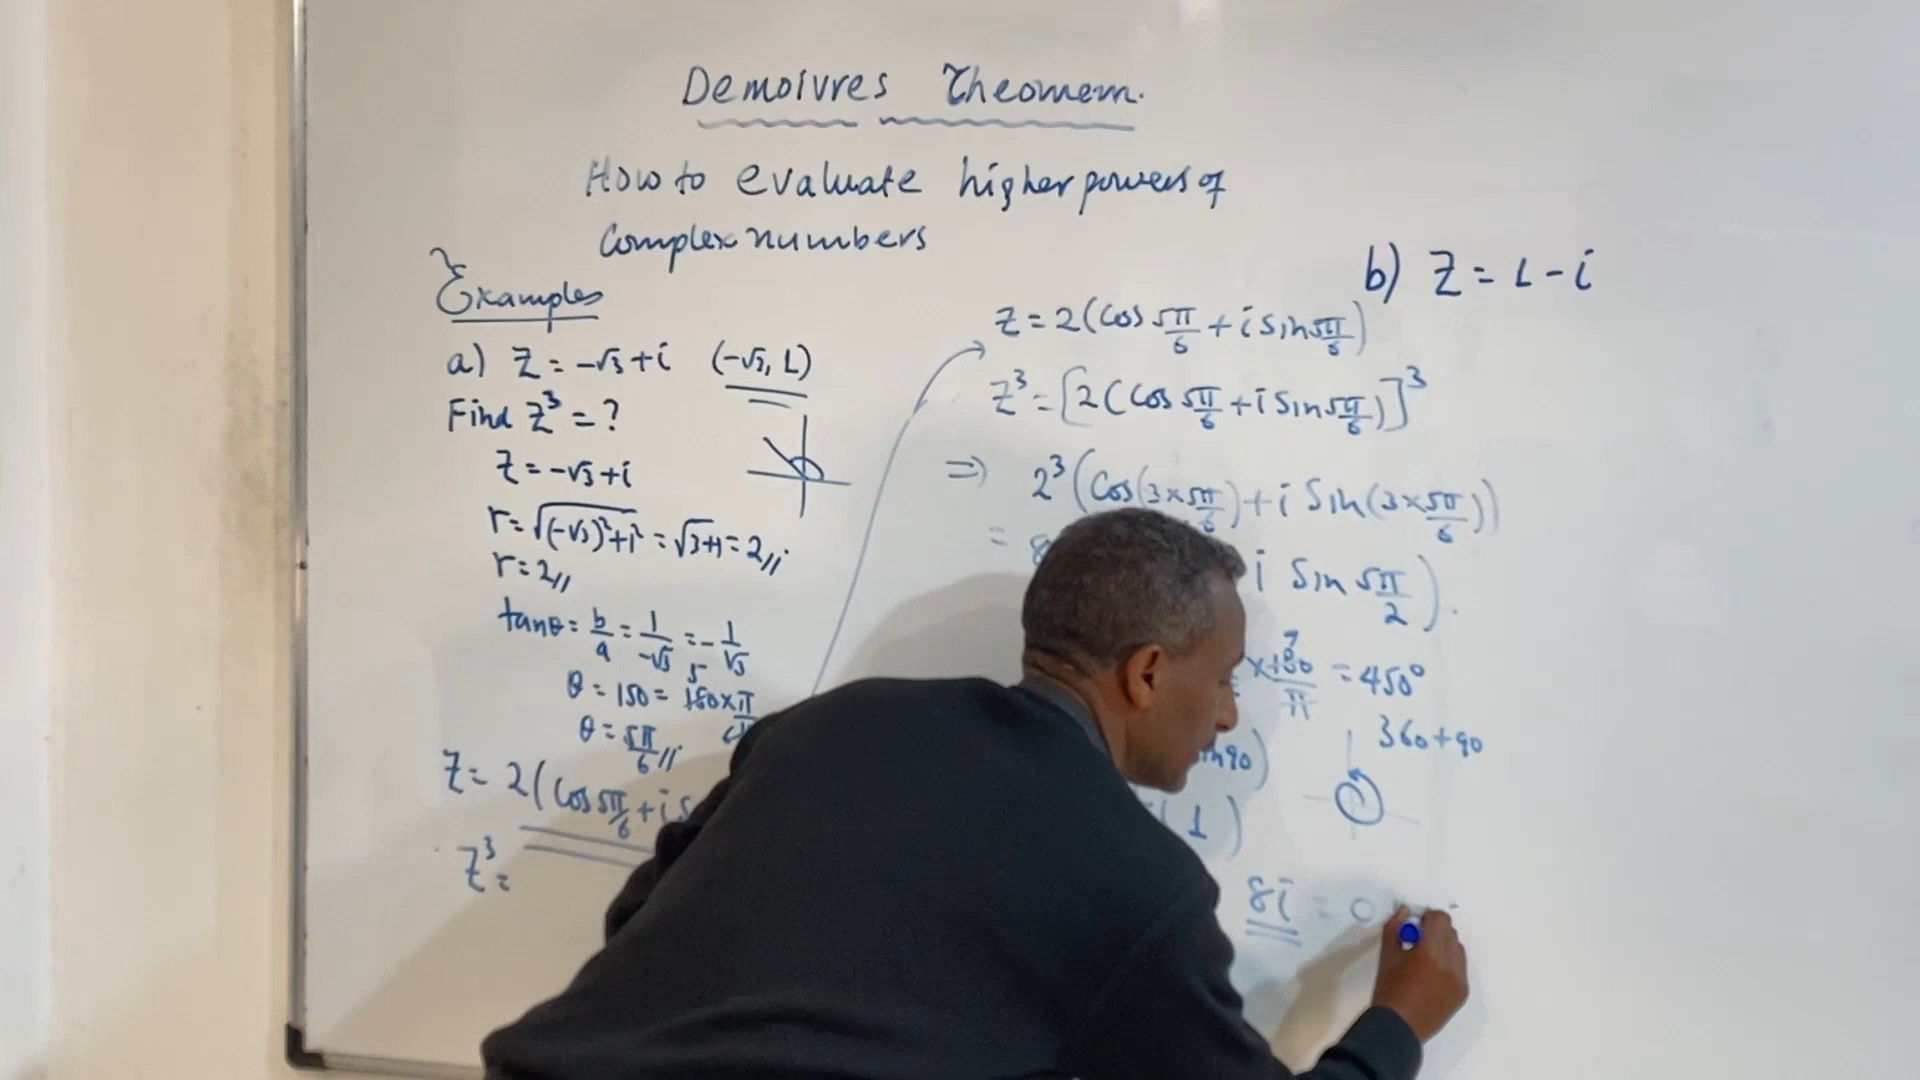 Demoivres Theorem.
How to evaluate higher powers of
Complex numbers
Examples
a) Z = -√3 + i (-√3, 1)
Find Z³ = ?
Z = -√3 + i
r = √(-√3)² + 1² = √3+1 = 2//
r = 2//
tanθ = b/a = 1/-√3 = -1/√3
θ = 150 = 150 × π
θ = 5π/6 //
Z = 2(Cos 5π/6 + i S
Z³ =
Z = 2(Cos 5π/6 + i Sin 5π/6)
Z³ = [2(Cos 5π/6 + i Sin 5π/6)]³
=> 2³(Cos(3 × 5π/6) + i Sin(3 × 5π/6))
= 8
i Sin 5π/2).
× 180/π = 450°
360 + 90
n90)
(1)
8i = 0
b) Z = 1 - i